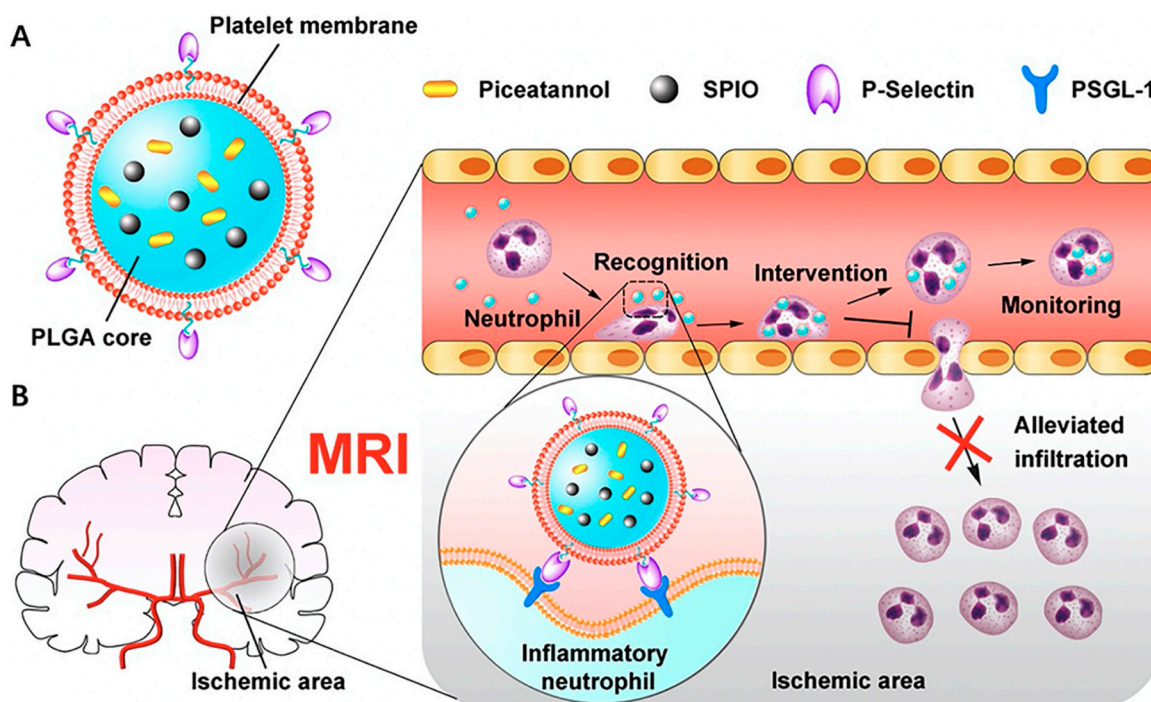 A
Platelet membrane
PLGA core
Piceatannol
SPIO
P-Selectin
PSGL-1
Recognition
Intervention
Neutrophil
Monitoring
B
MRI
Alleviated
infiltration
Inflammatory
neutrophil
Ischemic area
Ischemic area